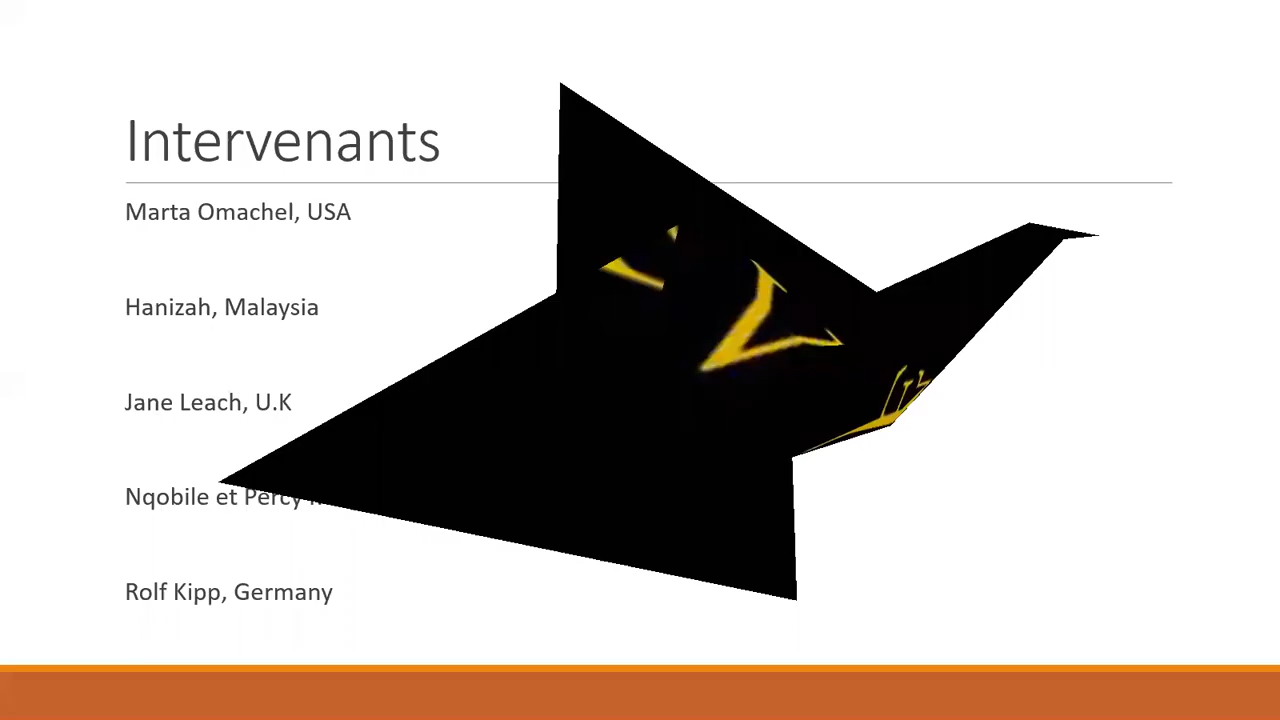 Intervenants
Marta Omachel, USA
Hanizah, Malaysia
Jane Leach, U.K
Nqobile et Percy
Rolf Kipp, Germany